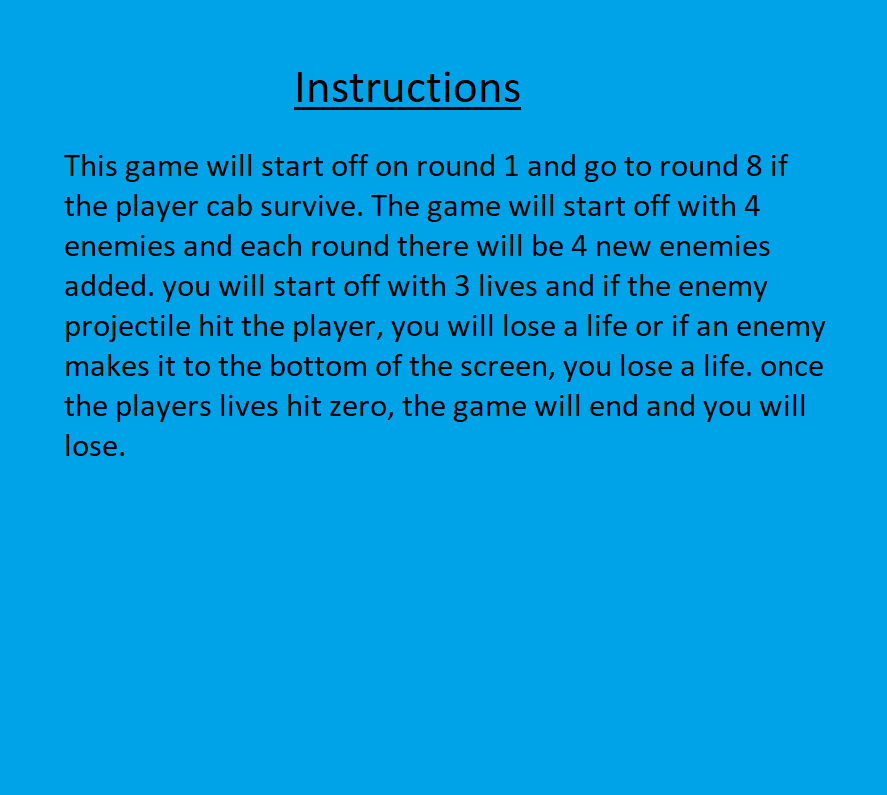 Instructions
This game will start off on round 1 and go to round 8 if
the player cab survive. The game will start off with 4
enemies and each round there will be 4 new enemies
added. you will start off with 3 lives and if the enemy
projectile hit the player, you will lose a life or if an enemy
makes it to the bottom of the screen, you lose a life. once
the players lives hit zero, the game will end and you will
lose.